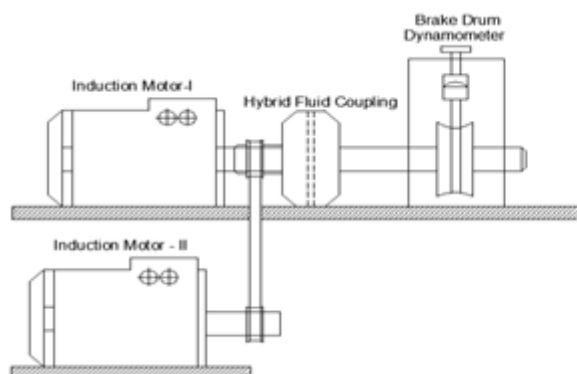 Brake Drum
Dynamometer
Induction Motor-I
Hybrid Fluid Coupling
Induction Motor - II